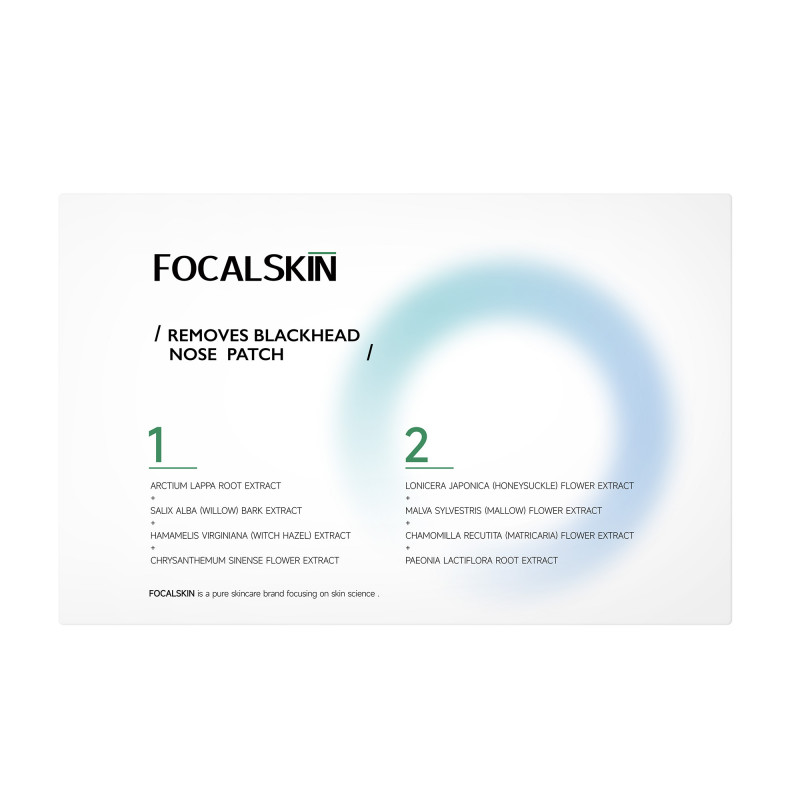 FOCALSKIN
/ REMOVES BLACKHEAD
NOSE PATCH /
1
ARCTIUM LAPPA ROOT EXTRACT
+
SALIX ALBA (WILLOW) BARK EXTRACT
+
HAMAMELIS VIRGINIANA (WITCH HAZEL) EXTRACT
+
CHRYSANTHEMUM SINENSE FLOWER EXTRACT
2
LONICERA JAPONICA (HONEYSUCKLE) FLOWER EXTRACT
+
MALVA SYLVESTRIS (MALLOW) FLOWER EXTRACT
+
CHAMOMILLA RECUTITA (MATRICARIA) FLOWER EXTRACT
+
PAEONIA LACTIFLORA ROOT EXTRACT
FOCALSKIN is a pure skincare brand focusing on skin science .